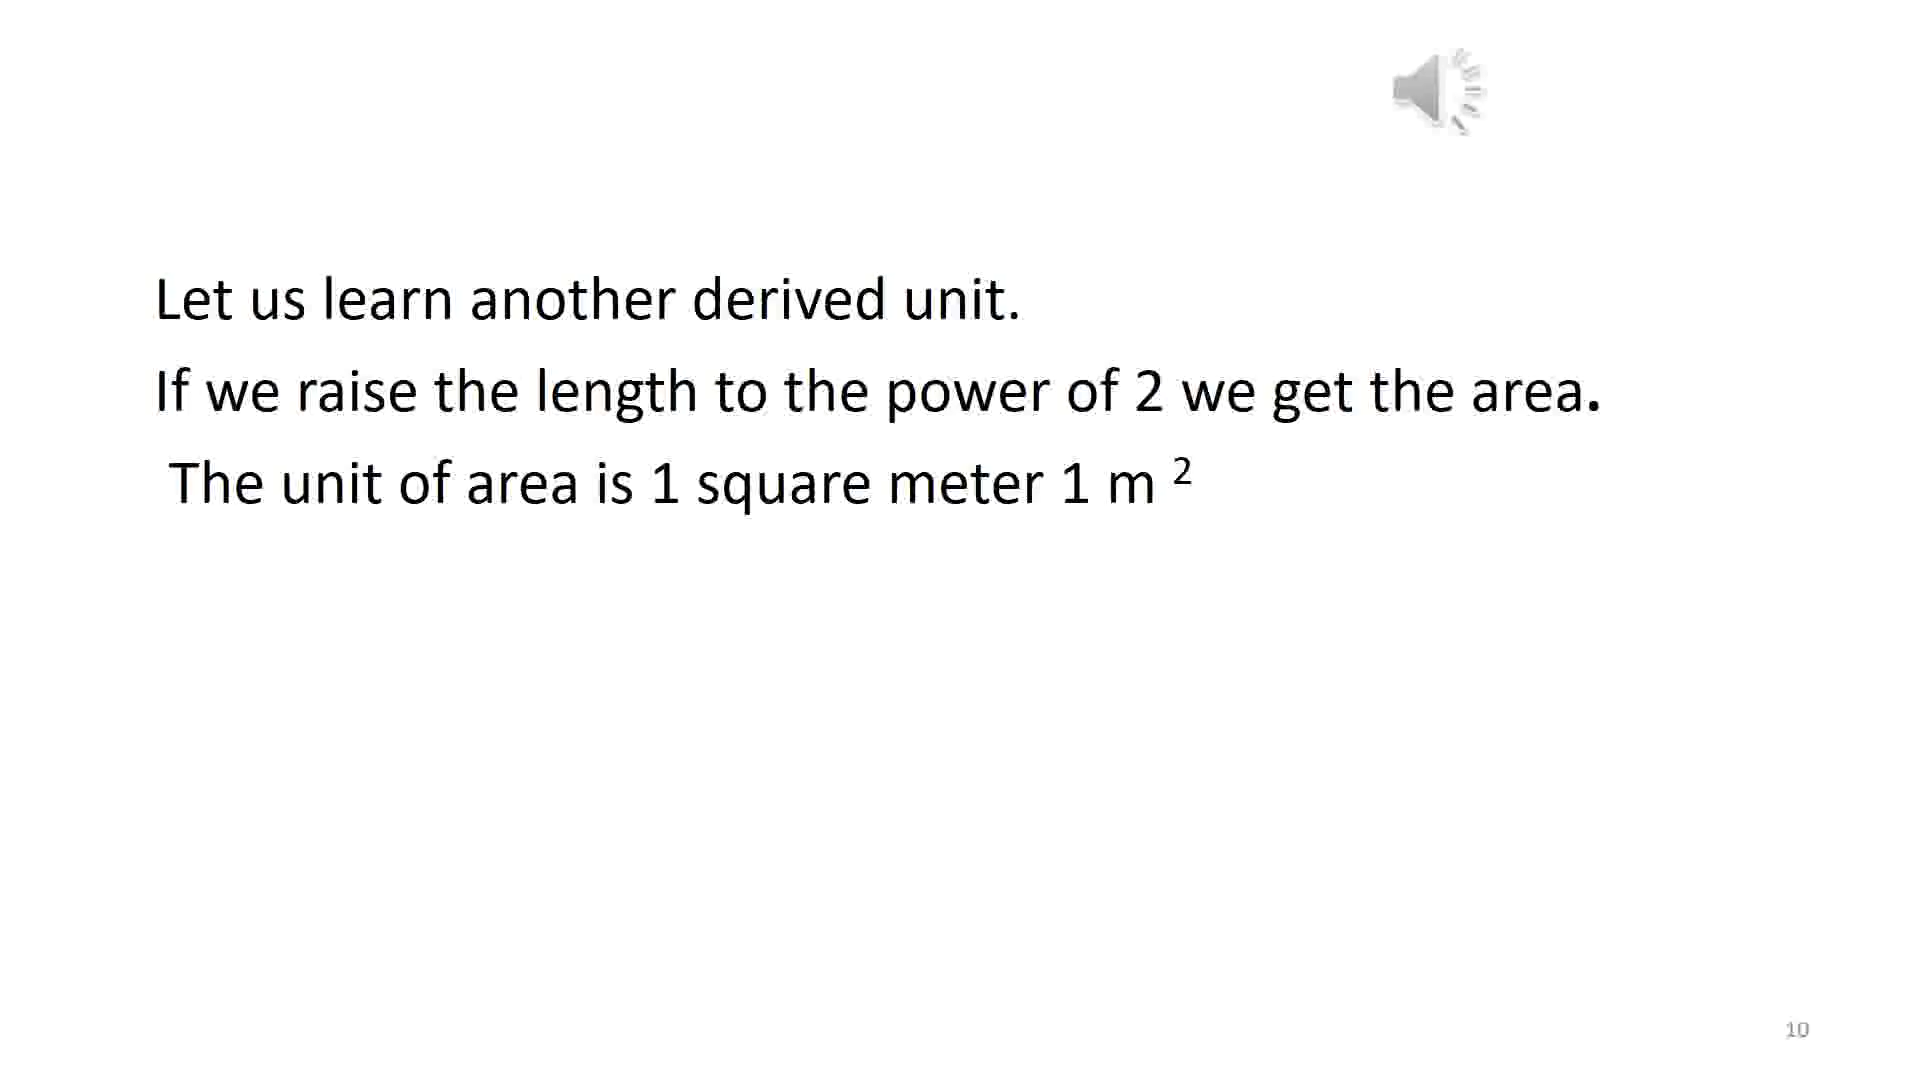 Let us learn another derived unit.
If we raise the length to the power of 2 we get the area.
The unit of area is 1 square meter 1 m ²
10